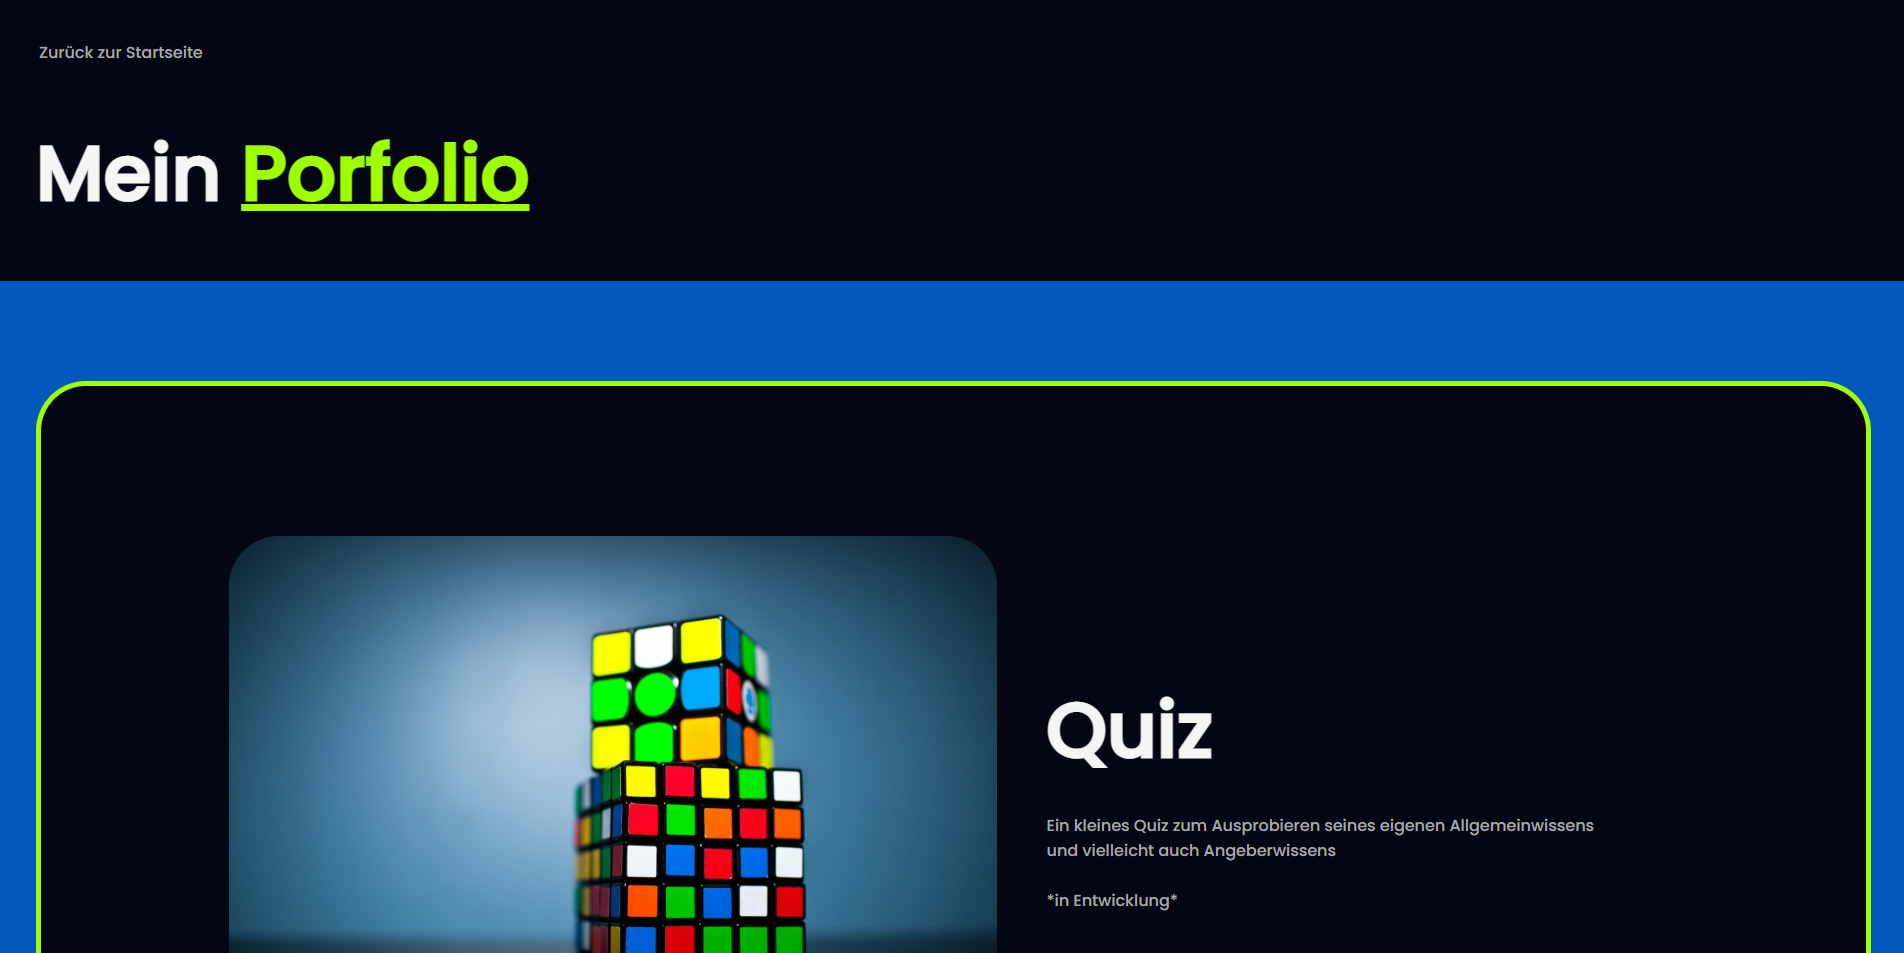 Zurück zur Startseite
Mein Porfolio
Quiz
Ein kleines Quiz zum Ausprobieren seines eigenen Allgemeinwissens
und vielleicht auch Angeberwissens
*in Entwicklung*